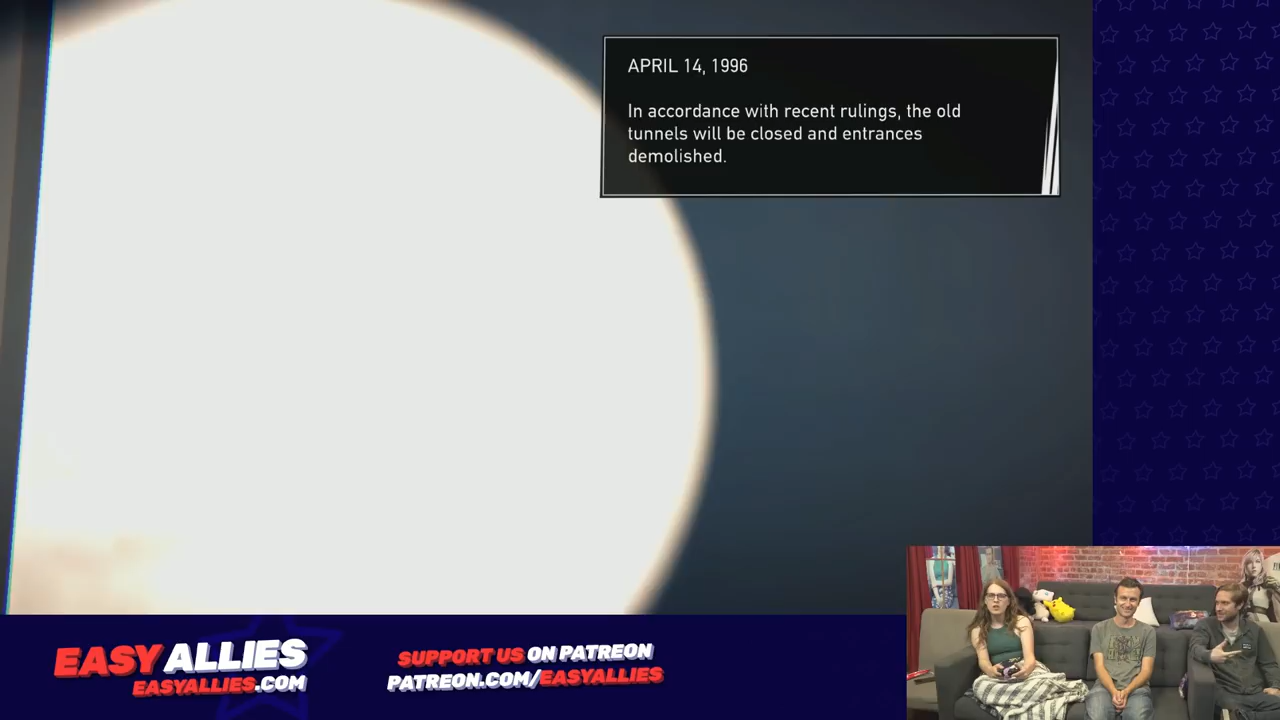 APRIL 14, 1996
In accordance with recent rulings, the old
tunnels will be closed and entrances
demolished.
EASY ALLIES
EASYALLIES.COM
SUPPORT US ON PATREON
PATREON.COM/EASYALLIES